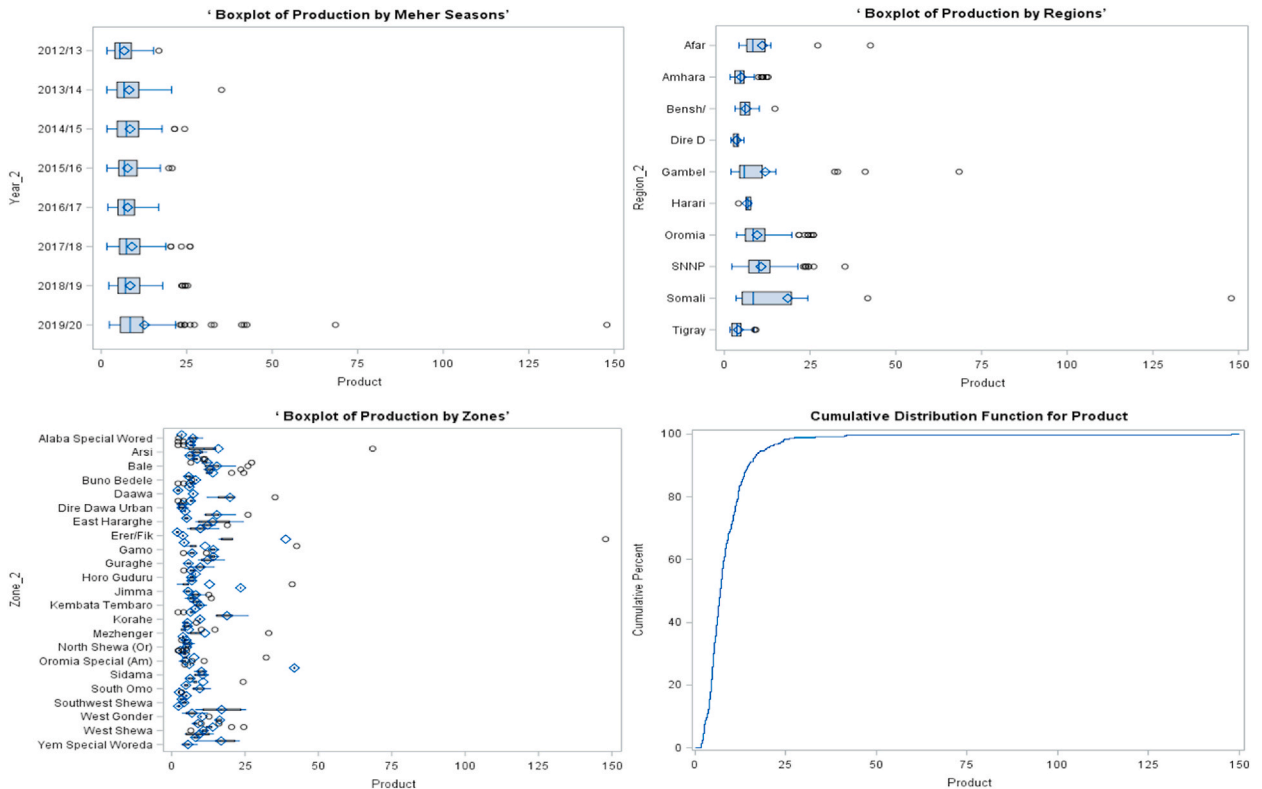 ‘ Boxplot of Production by Meher Seasons’
Year_2
2012/13
2013/14
2014/15
2015/16
2016/17
2017/18
2018/19
2019/20
0 25 50 75 100 125 150
Product
‘ Boxplot of Production by Regions’
Region_2
Afar
Amhara
Bensh/
Dire D
Gambel
Harari
Oromia
SNNP
Somali
Tigray
0 25 50 75 100 125 150
Product
‘ Boxplot of Production by Zones’
Zone_2
Alaba Special Wored
Arsi
Bale
Buno Bedele
Daawa
Dire Dawa Urban
East Hararghe
Erer/Fik
Gamo
Guraghe
Horo Guduru
Jimma
Kembata Tembaro
Korahe
Mezhenger
North Shewa (Or)
Oromia Special (Am)
Sidama
South Omo
Southwest Shewa
West Gonder
West Shewa
Yem Special Woreda
0 25 50 75 100 125 150
Product
Cumulative Distribution Function for Product
Cumulative Percent
100
80
60
40
20
0
0 25 50 75 100 125 150
Product